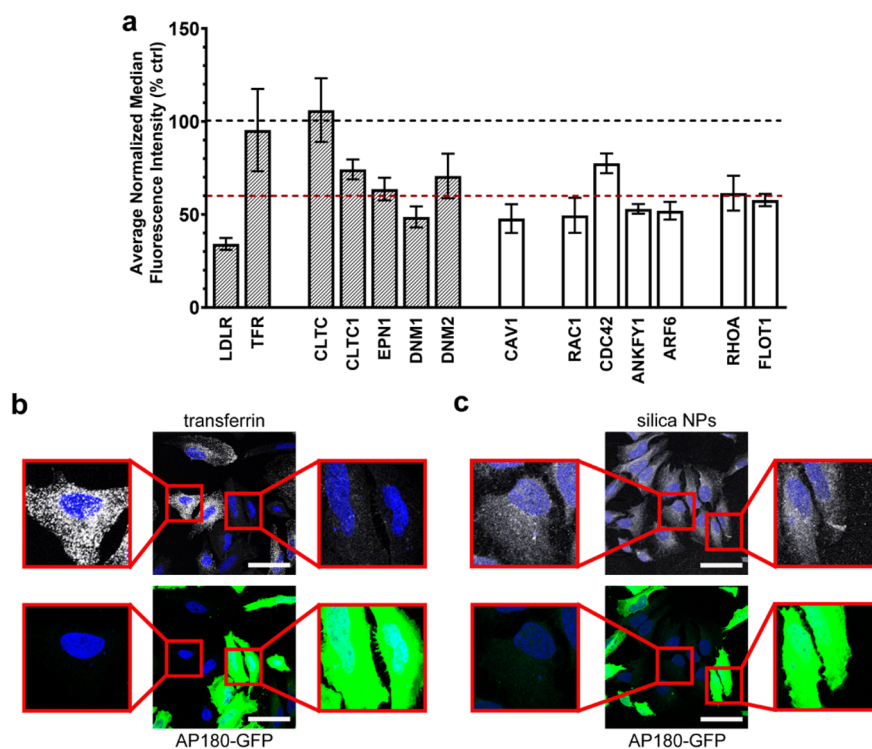 a
Average Normalized Median
Fluorescence Intensity (% ctrl)
150
100
50
0
LDLR
TFR
CLTC
CLTC1
EPN1
DNM1
DNM2
CAV1
RAC1
CDC42
ANKFY1
ARF6
RHOA
FLOT1
b
transferrin
AP180-GFP
c
silica NPs
AP180-GFP